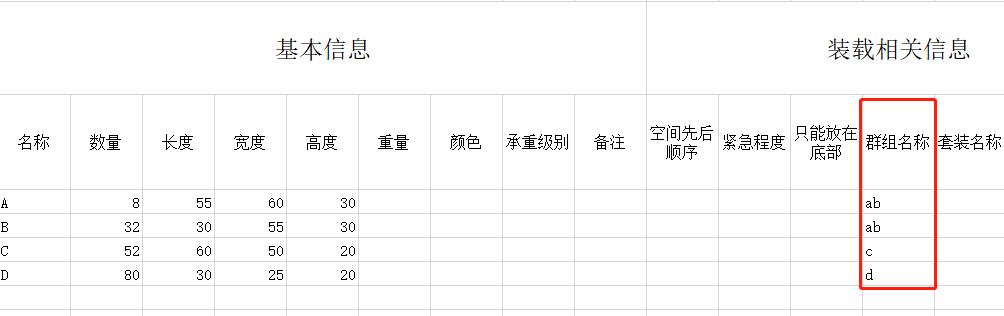 基本信息 装载相关信息
名称 数量 长度 宽度 高度 重量 颜色 承重级别 备注 空间先后顺序 紧急程度 只能放在底部 群组名称 套装名称
A 8 55 60 30 ab
B 32 30 55 30 ab
C 52 60 50 20 c
D 80 30 25 20 d